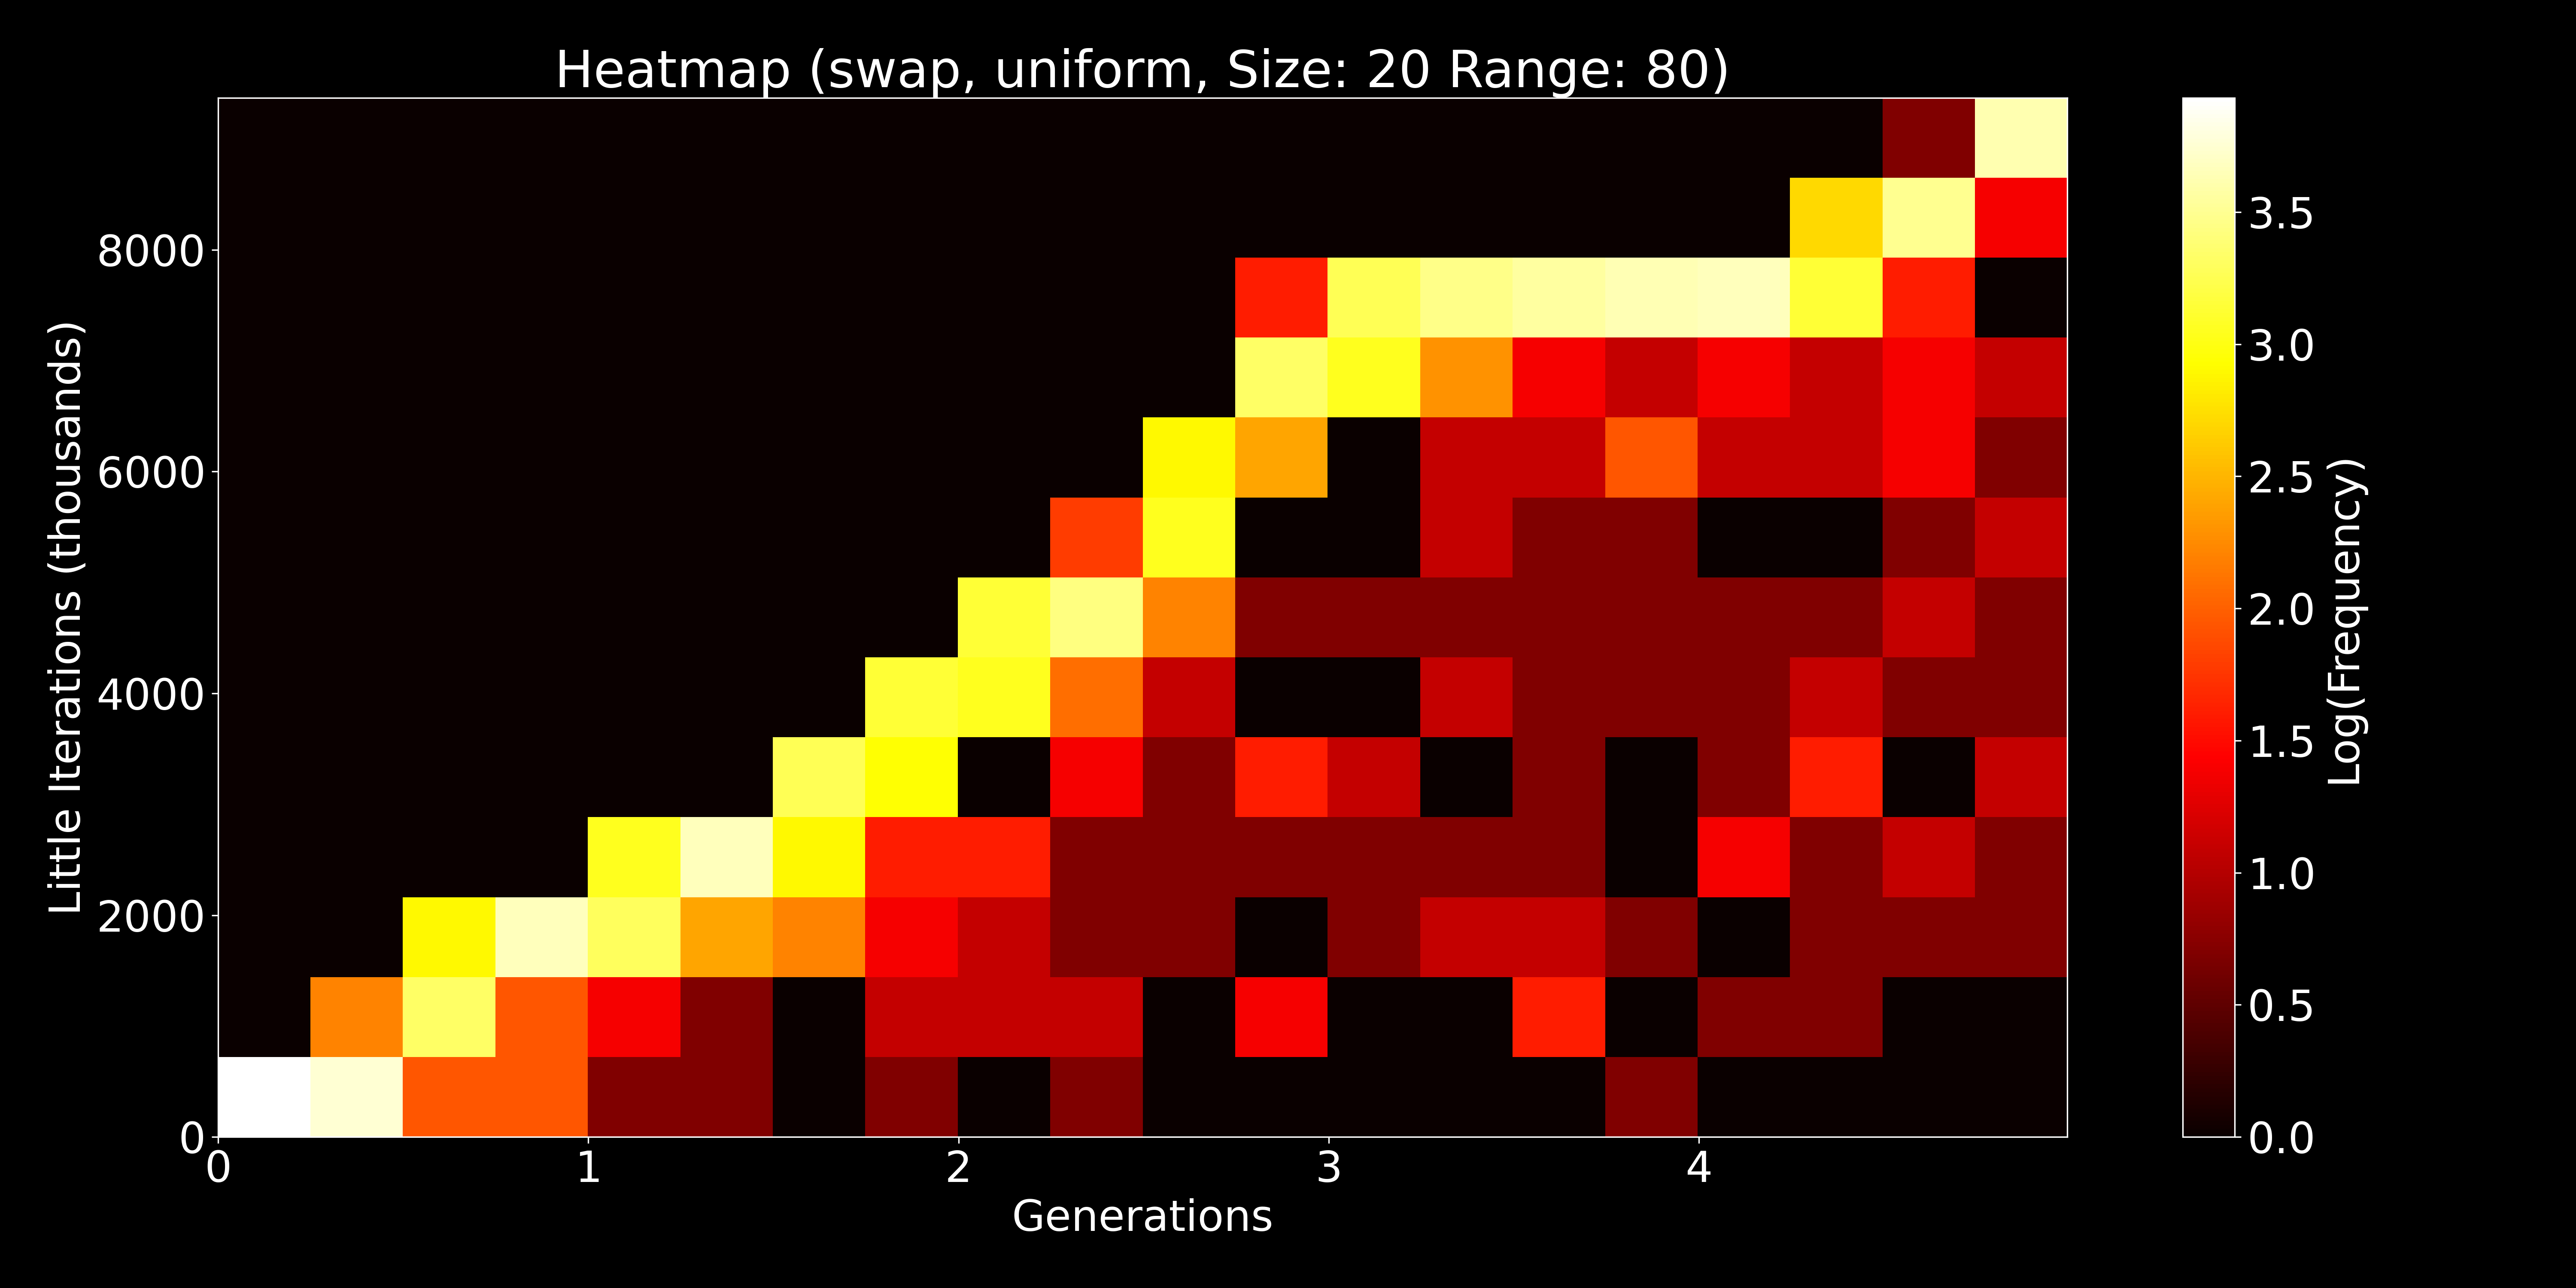 Heatmap (swap, uniform, Size: 20 Range: 80)
Little Iterations (thousands)
8000
6000
4000
2000
0
0 1 2 3 4
Generations
3.5
3.0
2.5
2.0
1.5
1.0
0.5
0.0
Log(Frequency)